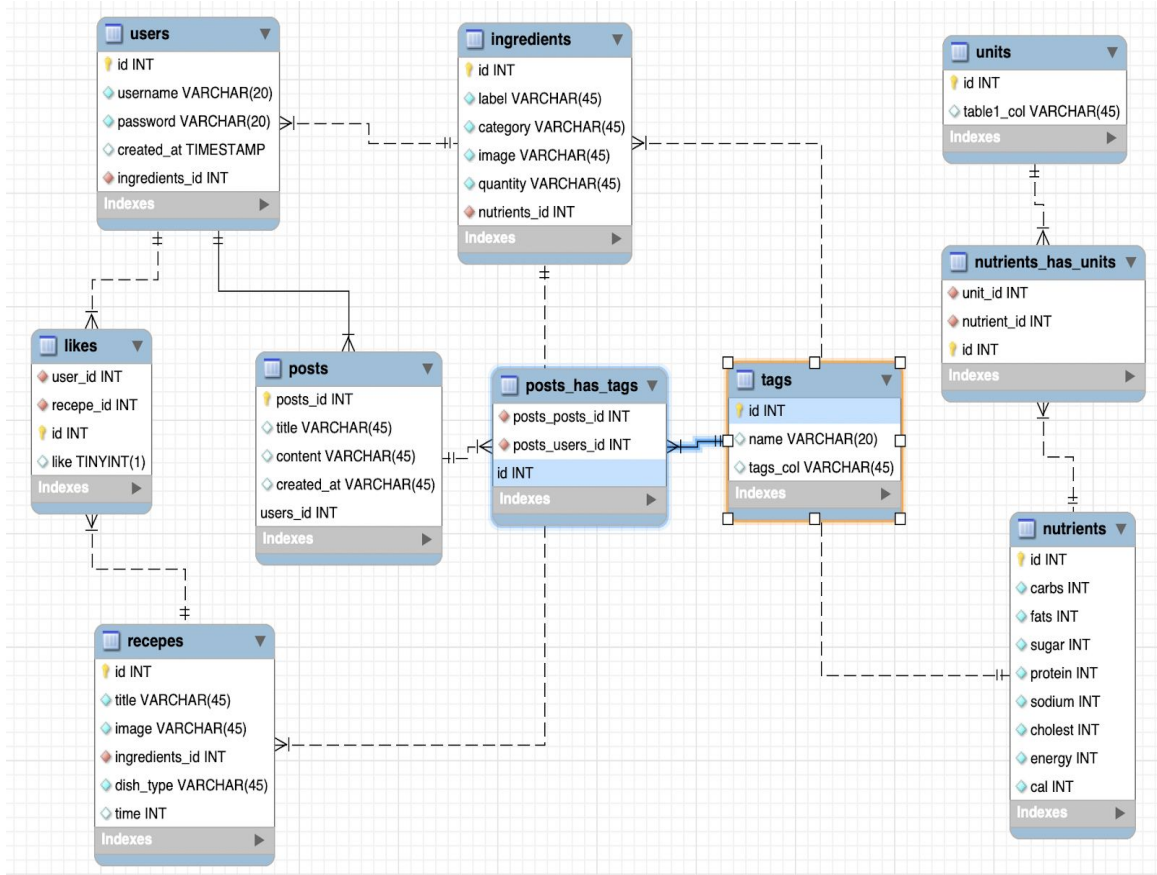 users
id INT
username VARCHAR(20)
password VARCHAR(20)
created_at TIMESTAMP
ingredients_id INT
Indexes
ingredients
id INT
label VARCHAR(45)
category VARCHAR(45)
image VARCHAR(45)
quantity VARCHAR(45)
nutrients_id INT
Indexes
units
id INT
table1_col VARCHAR(45)
Indexes
nutrients_has_units
unit_id INT
nutrient_id INT
id INT
Indexes
likes
user_id INT
recepe_id INT
id INT
like TINYINT(1)
Indexes
posts
posts_id INT
title VARCHAR(45)
content VARCHAR(45)
created_at VARCHAR(45)
users_id INT
Indexes
posts_has_tags
posts_posts_id INT
posts_users_id INT
id INT
Indexes
tags
id INT
name VARCHAR(20)
tags_col VARCHAR(45)
Indexes
nutrients
id INT
carbs INT
fats INT
sugar INT
protein INT
sodium INT
cholest INT
energy INT
cal INT
Indexes
recepes
id INT
title VARCHAR(45)
image VARCHAR(45)
ingredients_id INT
dish_type VARCHAR(45)
time INT
Indexes